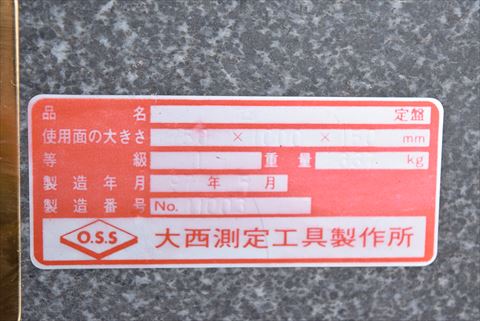 品名 定盤
使用面の大きさ × × mm
等級 重量 kg
製造年月 年 月
製造番号 No.
O.S.S 大西測定工具製作所